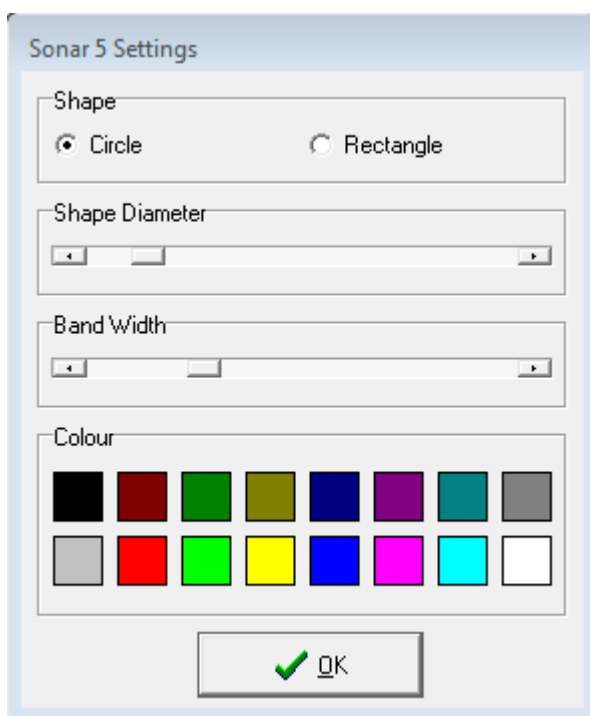 Sonar 5 Settings
Shape
Circle Rectangle
Shape Diameter
Band Width
Colour
OK